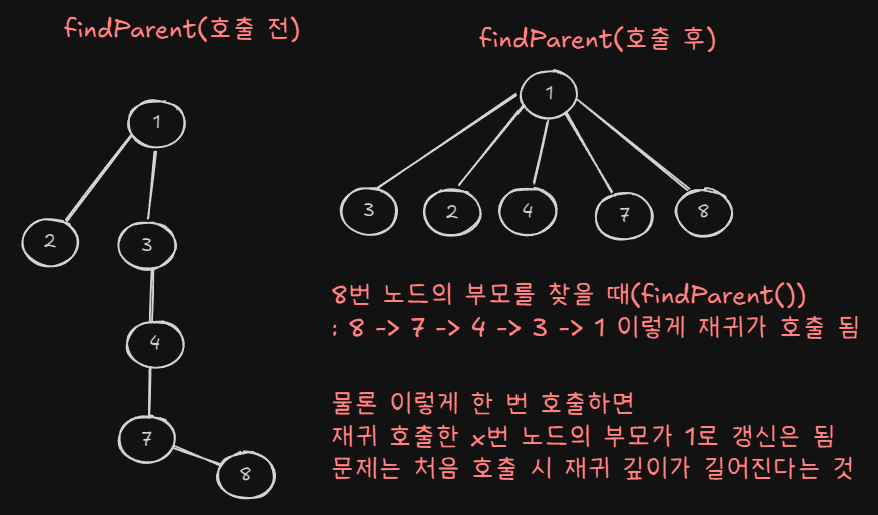 findParent(호출 전)
1
2
3
4
7
8
findParent(호출 후)
1
3
2
4
7
8
8번 노드의 부모를 찾을 때(findParent())
: 8 -> 7 -> 4 -> 3 -> 1 이렇게 재귀가 호출 됨
물론 이렇게 한 번 호출하면
재귀 호출한 x번 노드의 부모가 1로 갱신은 됨
문제는 처음 호출 시 재귀 깊이가 길어진다는 것